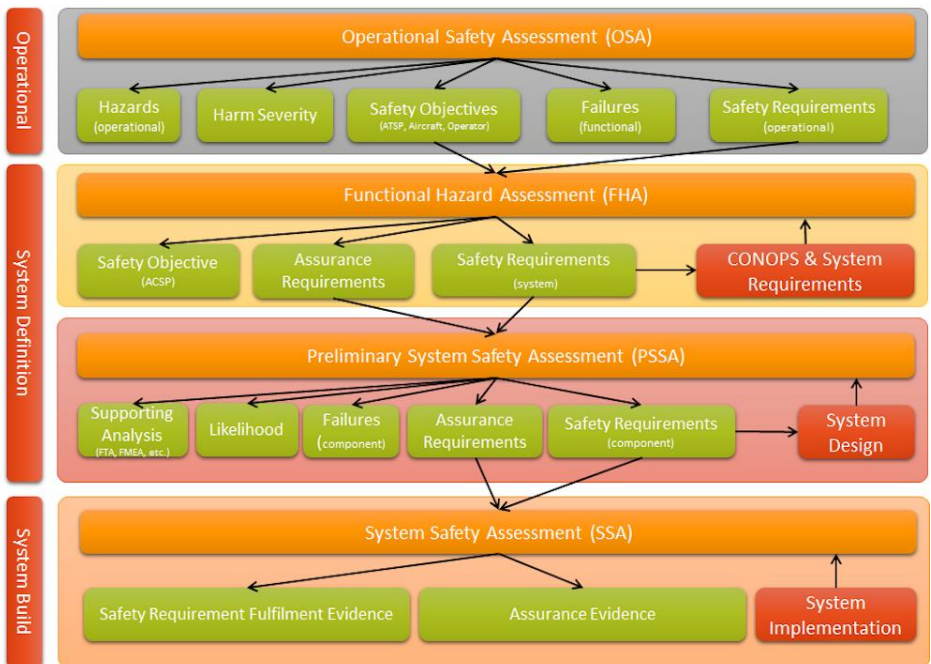 Operational
Operational Safety Assessment (OSA)
Hazards
(operational)
Harm Severity
Safety Objectives
(ATSP, Aircraft, Operator)
Failures
(functional)
Safety Requirements
(operational)
System Definition
Functional Hazard Assessment (FHA)
Safety Objective
(ACSP)
Assurance
Requirements
Safety Requirements
(system)
CONOPS & System
Requirements
Preliminary System Safety Assessment (PSSA)
Supporting
Analysis
(FTA, FMEA, etc.)
Likelihood
Failures
(component)
Assurance
Requirements
Safety Requirements
(component)
System
Design
System Build
System Safety Assessment (SSA)
Safety Requirement Fulfilment Evidence
Assurance Evidence
System
Implementation